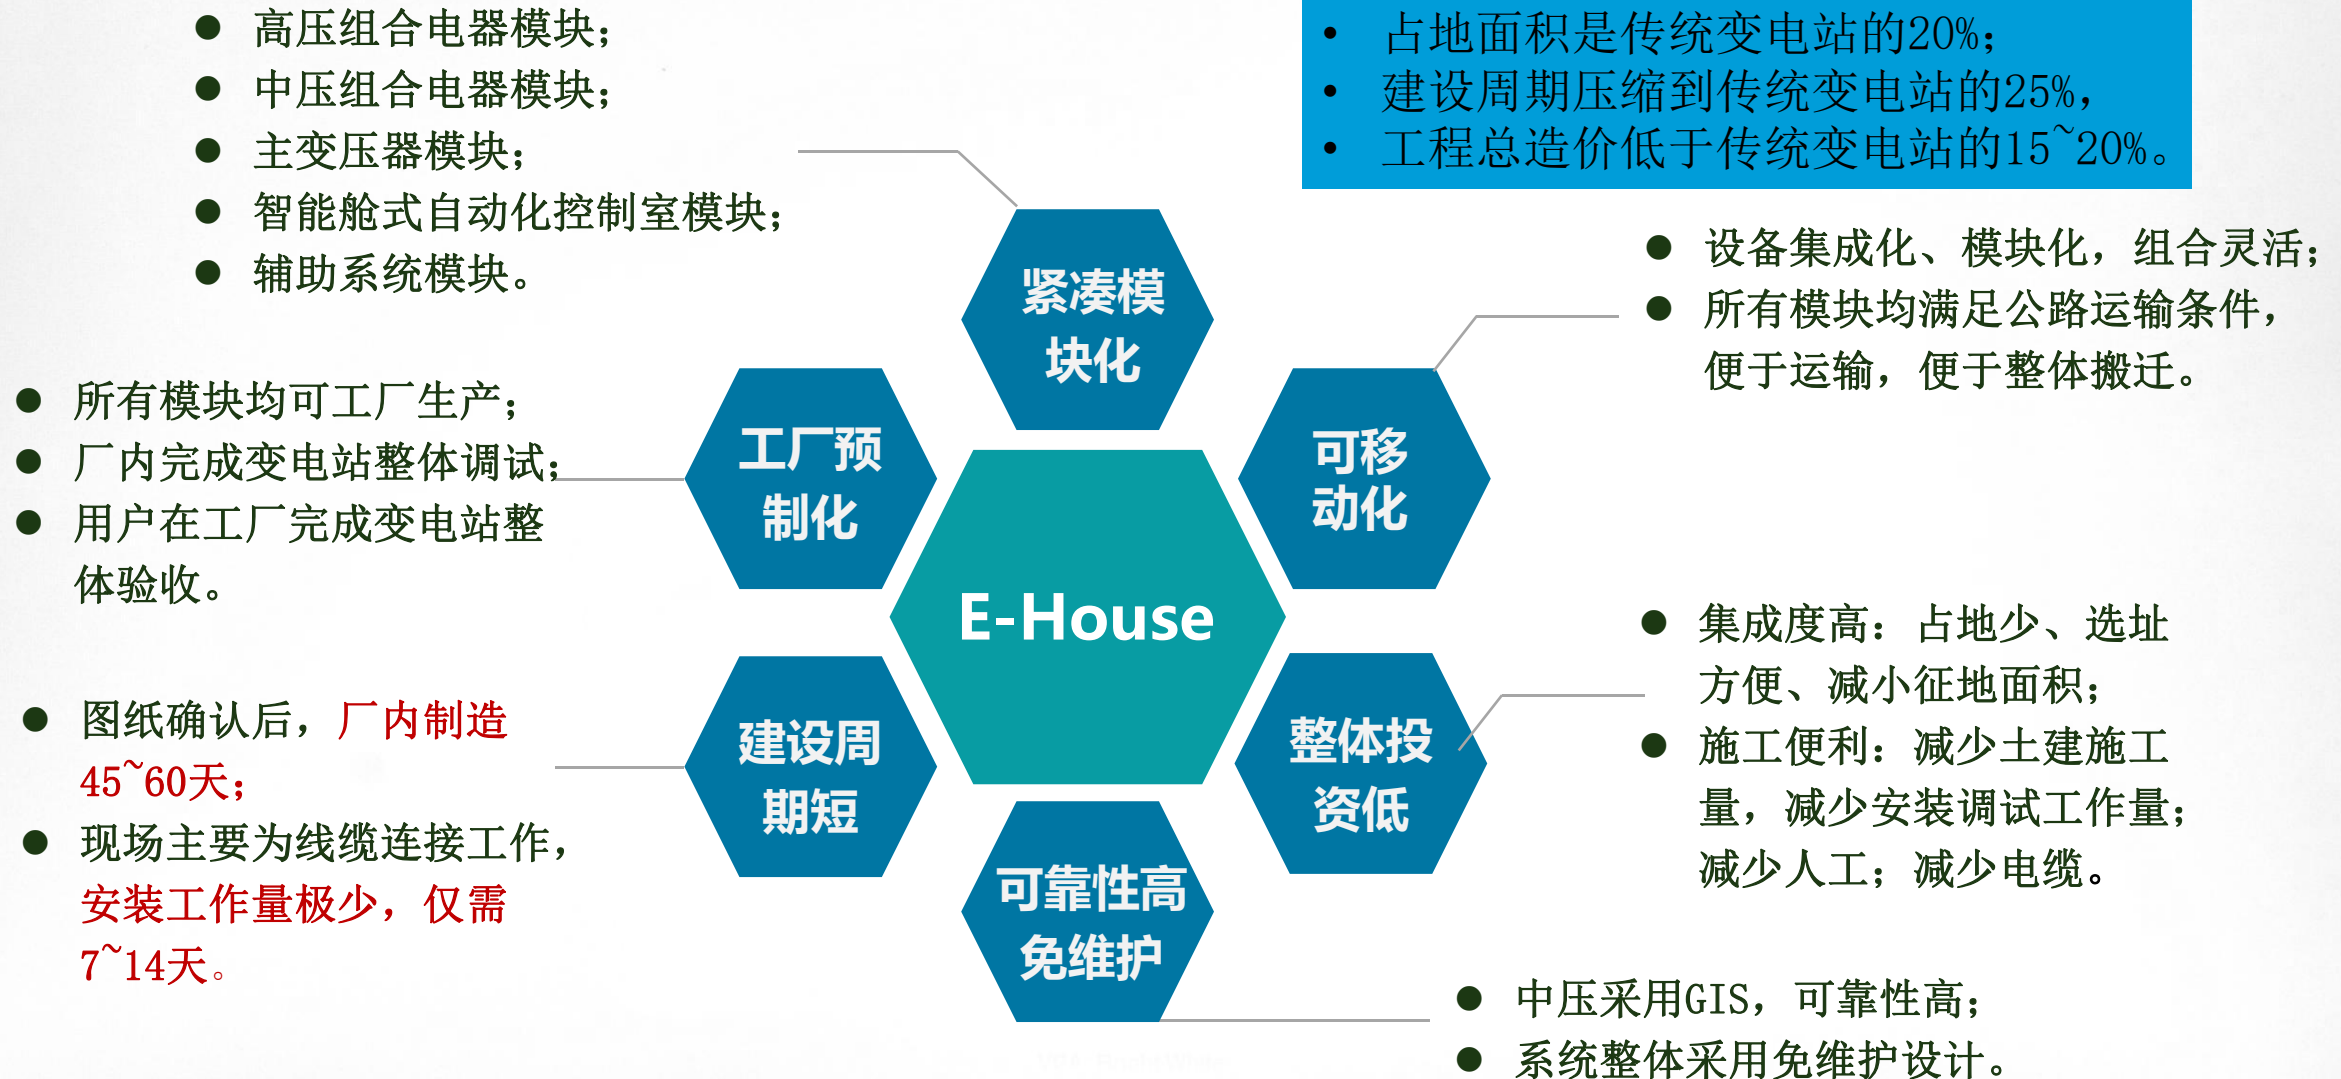 高压组合电器模块；
中压组合电器模块；
主变压器模块；
智能舱式自动化控制室模块；
辅助系统模块。
占地面积是传统变电站的20%；
建设周期压缩到传统变电站的25%，
工程总造价低于传统变电站的15~20%。
紧凑模
块化
设备集成化、模块化，组合灵活；
所有模块均满足公路运输条件，
便于运输，便于整体搬迁。
可移
动化
所有模块均可工厂生产；
厂内完成变电站整体调试；
用户在工厂完成变电站整
体验收。
工厂预
制化
E-House
集成度高：占地少、选址
方便、减小征地面积；
施工便利：减少土建施工
量，减少安装调试工作量；
减少人工；减少电缆。
整体投
资低
图纸确认后，厂内制造
45~60天；
现场主要为线缆连接工作，
安装工作量极少，仅需
7~14天。
建设周
期短
可靠性高
免维护
中压采用GIS，可靠性高；
系统整体采用免维护设计。